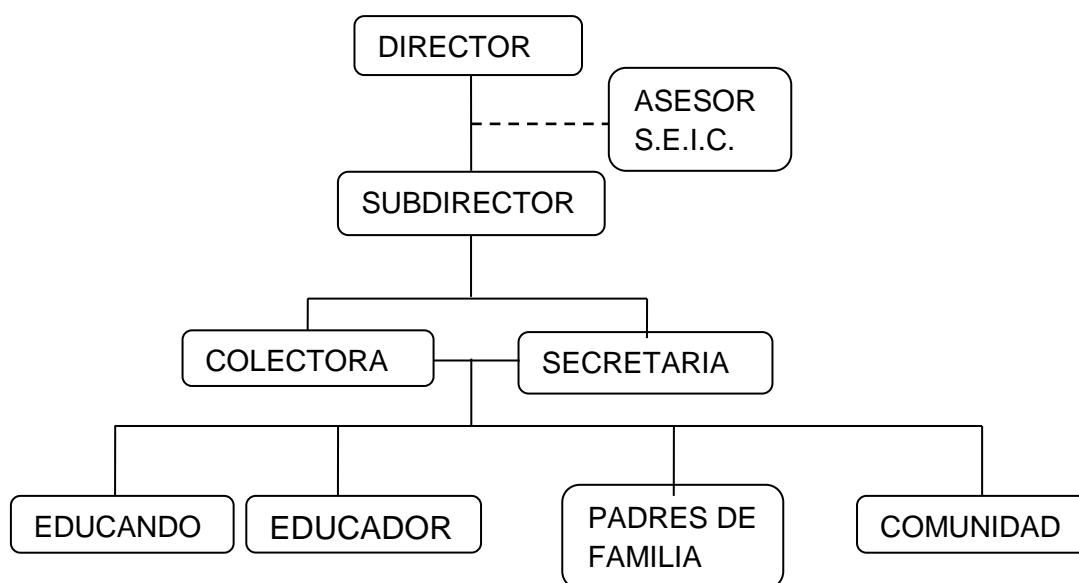 DIRECTOR
ASESOR
S.E.I.C.
SUBDIRECTOR
COLECTORA
SECRETARIA
EDUCANDO
EDUCADOR
PADRES DE
FAMILIA
COMUNIDAD